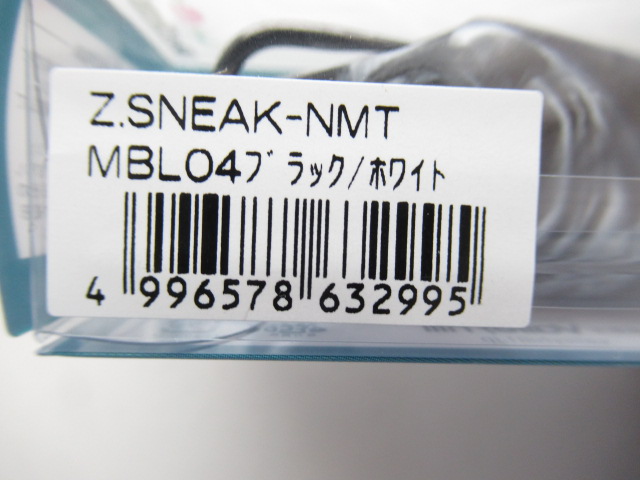 Z.SNEAK-NMT
MBL04ﾌﾞﾗｯｸ/ﾎﾜｲﾄ
4 996578 632995